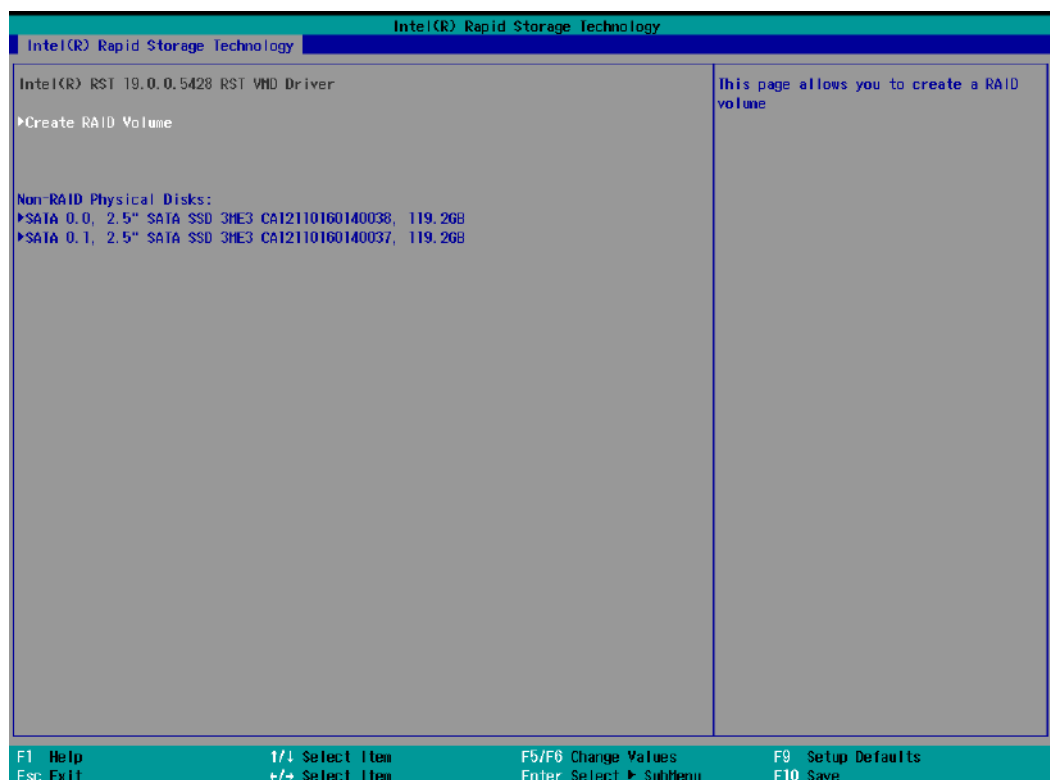 Intel(R) Rapid Storage Technology
Intel(R) Rapid Storage Technology
Intel(R) RST 19.0.0.5428 RST VMD Driver
This page allows you to create a RAID
volume
▶Create RAID Volume
Non-RAID Physical Disks:
▶SATA 0.0, 2.5" SATA SSD 3ME3 CA12110160140038, 119.2GB
▶SATA 0.1, 2.5" SATA SSD 3ME3 CA12110160140037, 119.2GB
F1 Help ↑/↓ Select Item F5/F6 Change Values F9 Setup Defaults
Esc Exit ←/→ Select Item Enter Select ▶ SubMenu F10 Save